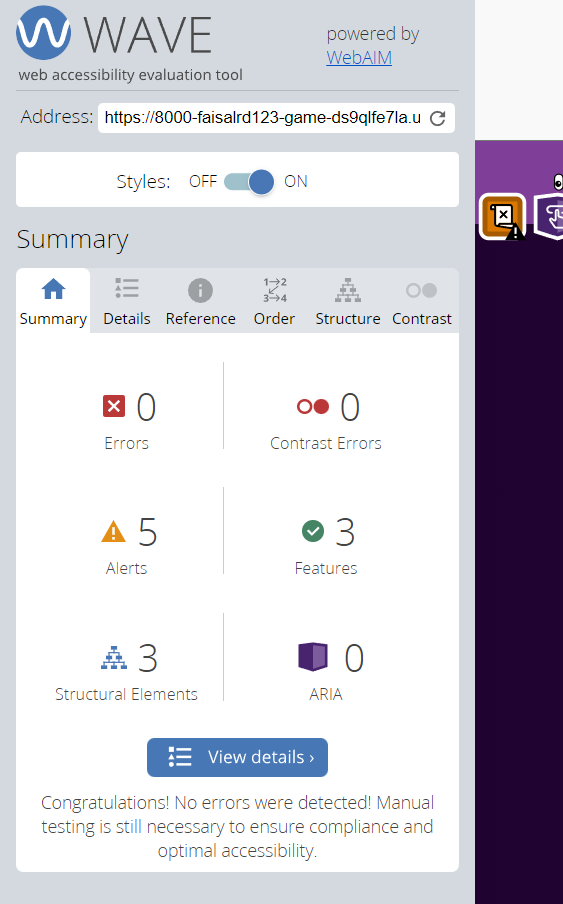 WAVE
powered by
WebAIM
web accessibility evaluation tool
Address: https://8000-faisalrd123-game-ds9qlfe7la.u
Styles: OFF ON
Summary
1→2
3→4
Summary Details Reference Order Structure Contrast
0 0
Errors Contrast Errors
5 3
Alerts Features
3 0
Structural Elements ARIA
View details ›
Congratulations! No errors were detected! Manual
testing is still necessary to ensure compliance and
optimal accessibility.